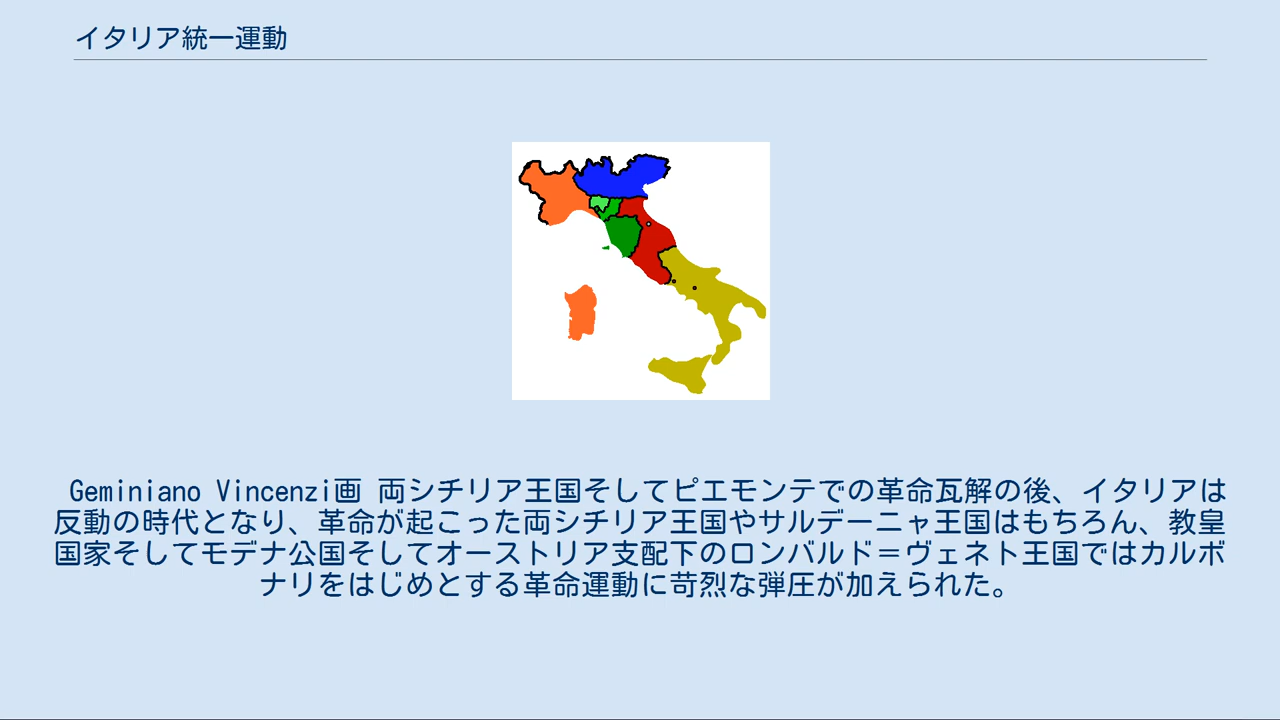 イタリア統一運動
Geminiano Vincenzi画 両シチリア王国そしてピエモンテでの革命瓦解の後、イタリアは
反動の時代となり、革命が起こった両シチリア王国やサルデーニャ王国はもちろん、教皇
国家そしてモデナ公国そしてオーストリア支配下のロンバルド＝ヴェネト王国ではカルボ
ナリをはじめとする革命運動に苛烈な弾圧が加えられた。